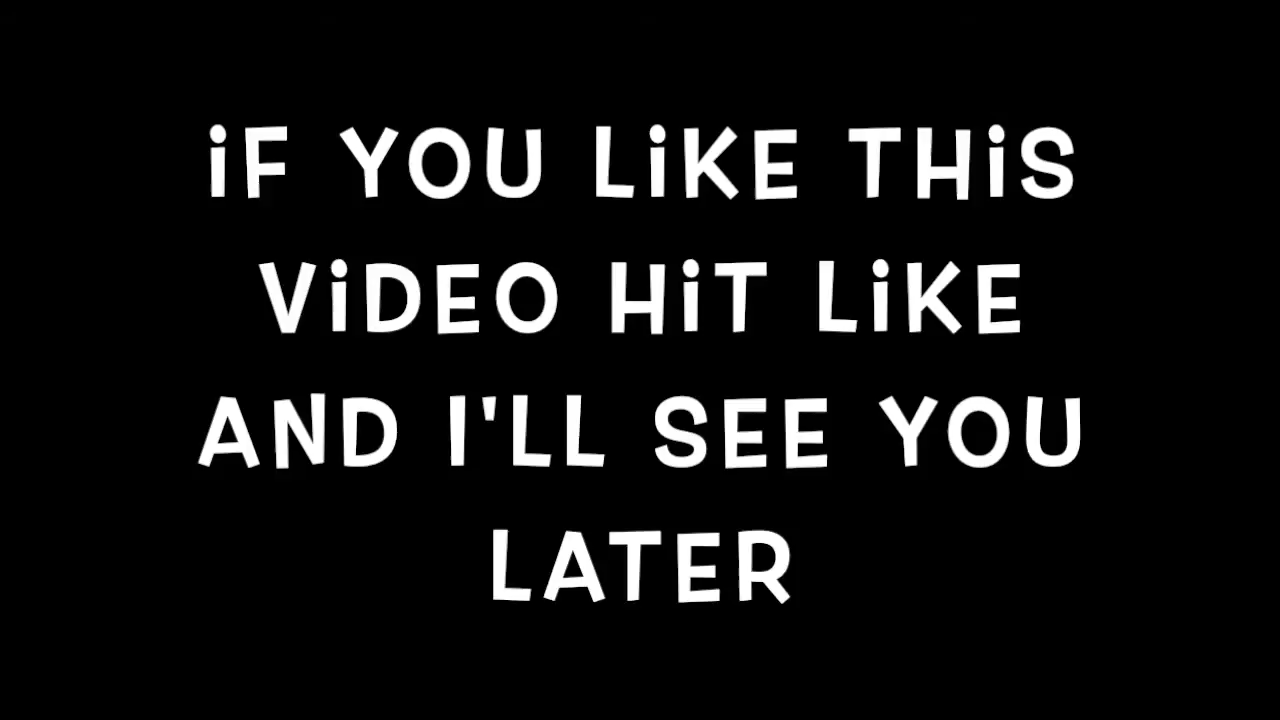 iF YOU LiKE THiS
ViDEO HiT LiKE
AND I'LL SEE YOU
LATER